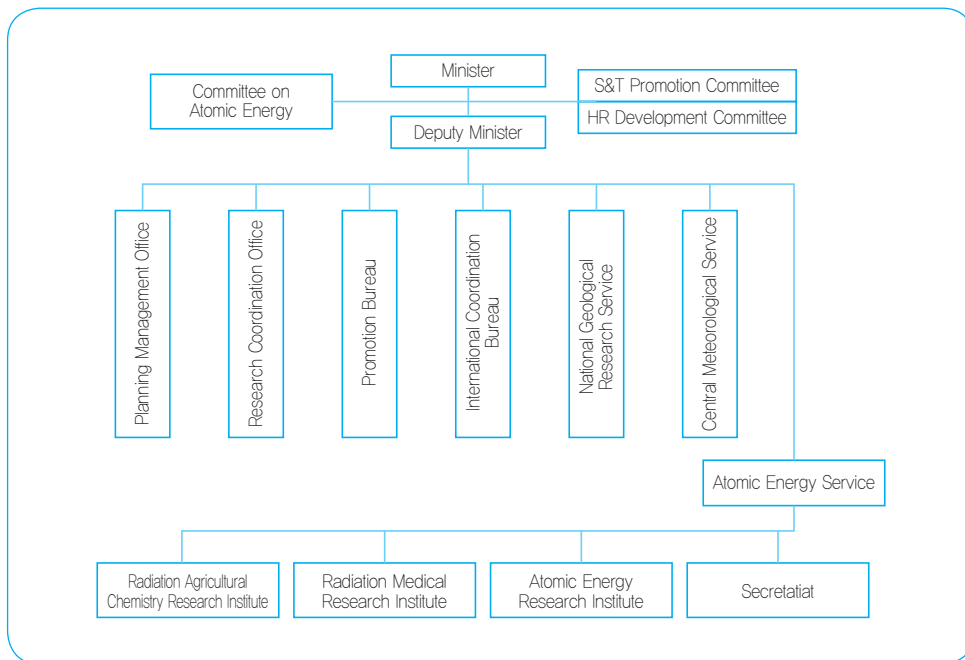 Minister
Committee on
Atomic Energy
S&T Promotion Committee
HR Development Committee
Deputy Minister
Planning Management Office
Research Coordination Office
Promotion Bureau
International Coordination
Bureau
National Geological
Research Service
Central Meteorological Service
Atomic Energy Service
Radiation Agricultural
Chemistry Research Institute
Radiation Medical
Research Institute
Atomic Energy
Research Institute
Secretatiat